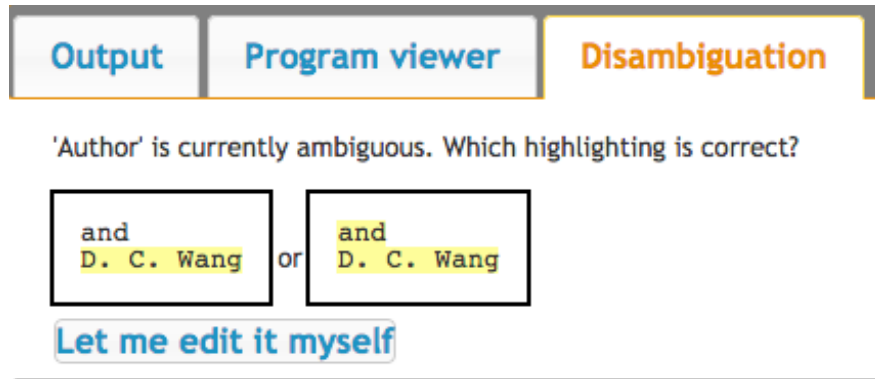 Output Program viewer Disambiguation
'Author' is currently ambiguous. Which highlighting is correct?
and
D. C. Wang
or
and
D. C. Wang
Let me edit it myself